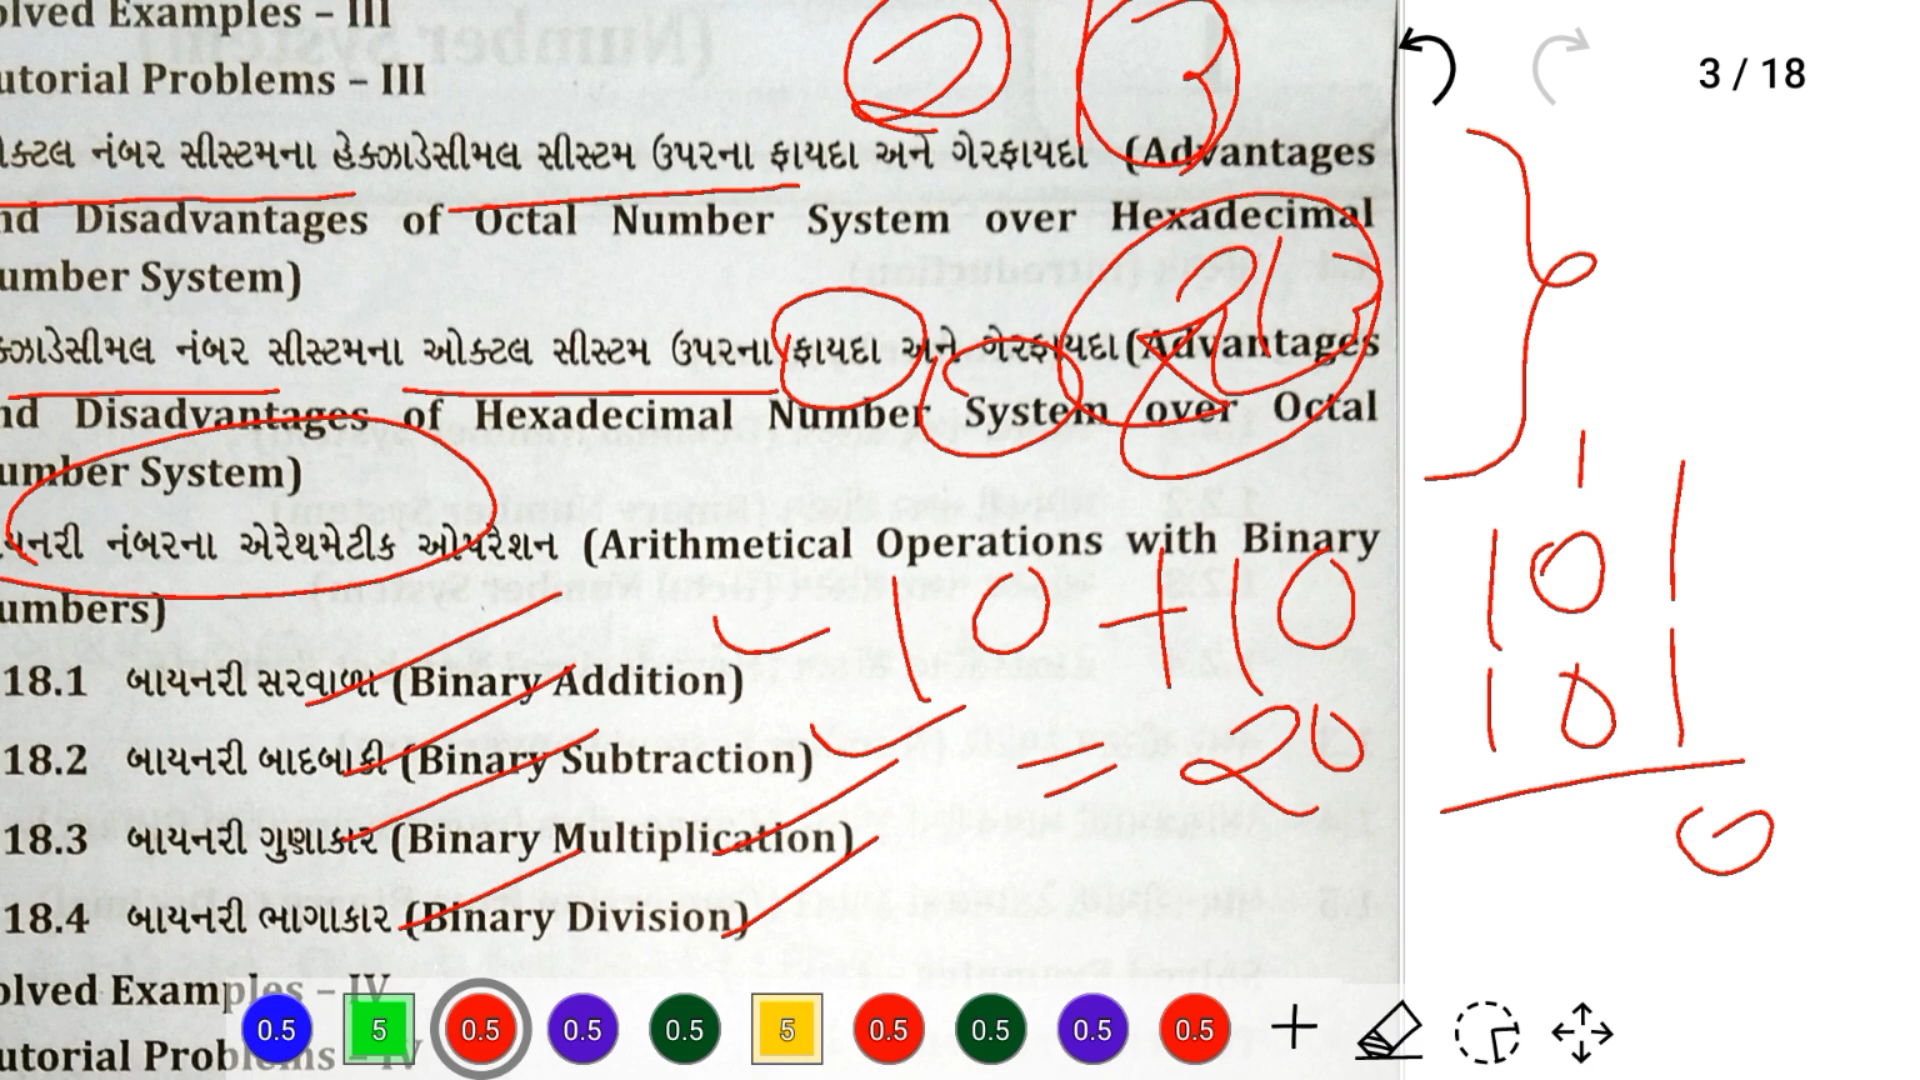 olved Examples – III
utorial Problems – III
3 / 18
કટલ નંબર સીસ્ટમના હેક્ઝાડેસીમલ સીસ્ટમ ઉપરના ફાયદા અને ગેરફાયદા (Advantages
nd Disadvantages of Octal Number System over Hexadecimal
umber System)
ક્ઝાડેસીમલ નંબર સીસ્ટમના ઓક્ટલ સીસ્ટમ ઉપરના ફાયદા અને ગેરફાયદા (Advantages
nd Disadvantages of Hexadecimal Number System over Octal
umber System)
યનરી નંબરના એરેથમેટીક ઓપરેશન (Arithmetical Operations with Binary
umbers)
10 + 10
= 20
1
101
101
0
18.1 બાયનરી સરવાળા (Binary Addition)
18.2 બાયનરી બાદબાકી (Binary Subtraction)
18.3 બાયનરી ગુણાકાર (Binary Multiplication)
18.4 બાયનરી ભાગાકાર (Binary Division)
olved Examples – IV
utorial Problems – IV
0.5 5 0.5 0.5 0.5 5 0.5 0.5 0.5 0.5